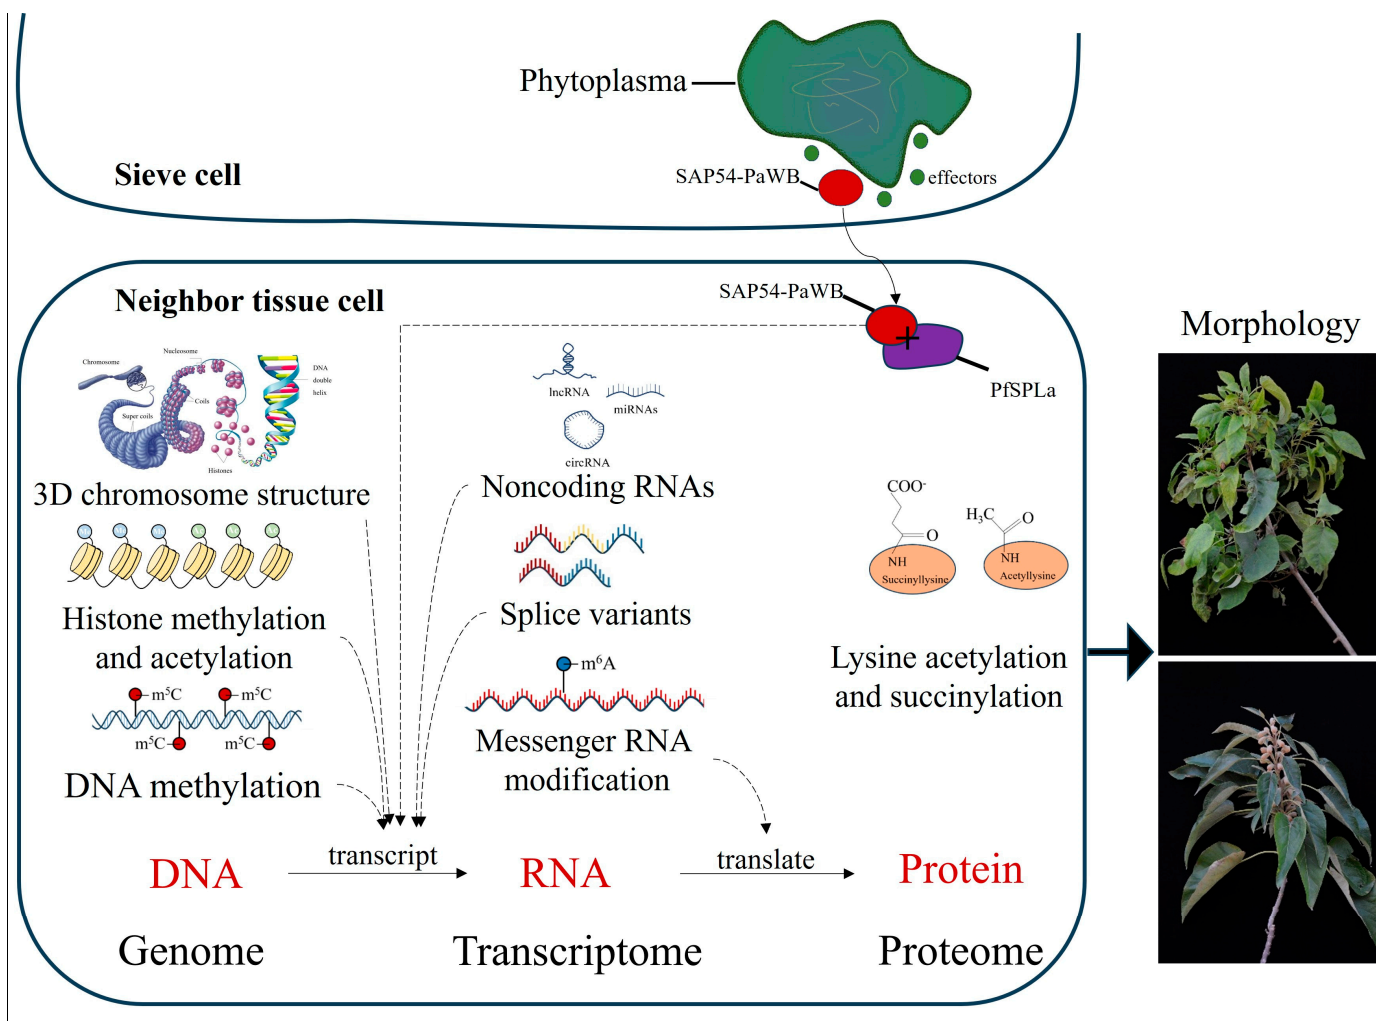 Phytoplasma
SAP54-PaWB
effectors
Sieve cell
Neighbor tissue cell
SAP54-PaWB
PfSPLa
Morphology
Chromosome
Nucleosome
DNA
double
helix
Coils
Super coils
Histones
3D chromosome structure
lncRNA
miRNAs
circRNA
Noncoding RNAs
COO⁻
O
NH
Succinyllysine
H₃C
O
NH
Acetyllysine
Histone methylation
and acetylation
Splice variants
Lysine acetylation
and succinylation
m⁵C
m⁵C
m⁵C
m⁵C
DNA methylation
m⁶A
Messenger RNA
modification
DNA
transcript
RNA
translate
Protein
Genome
Transcriptome
Proteome